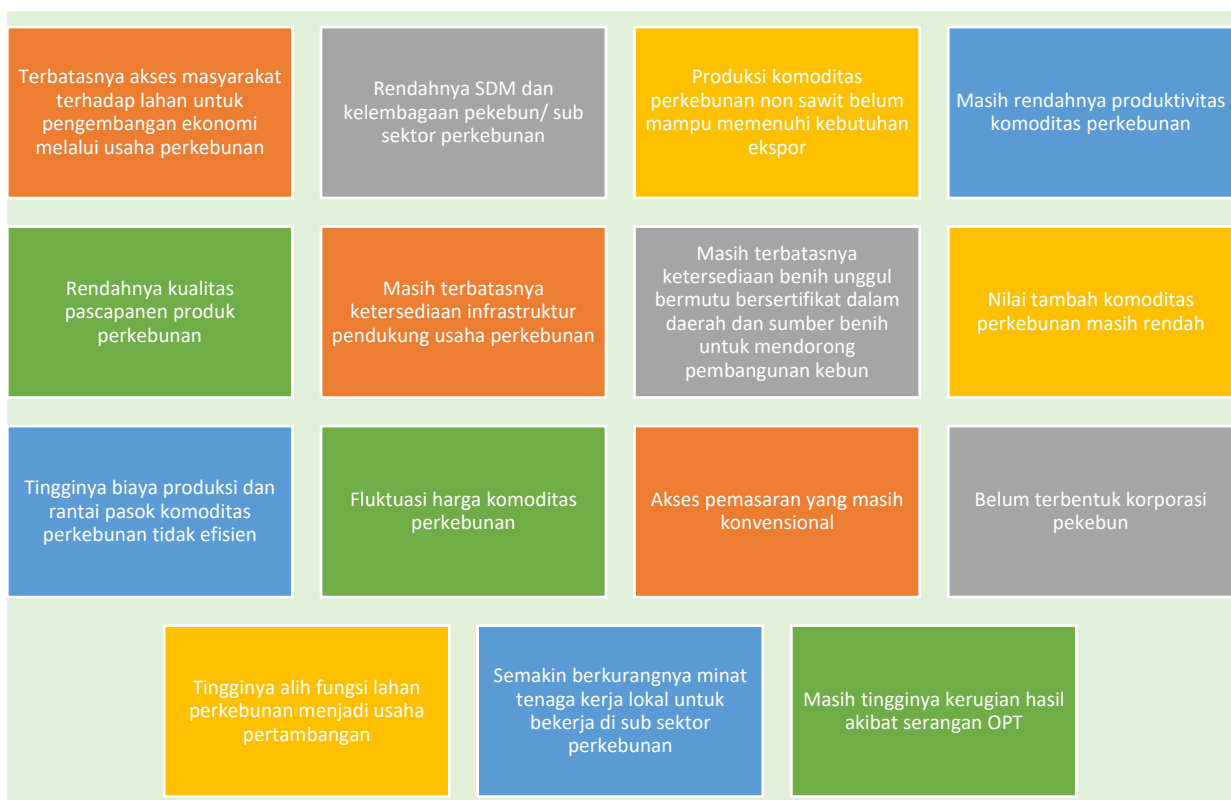 Terbatasnya akses masyarakat
terhadap lahan untuk
pengembangan ekonomi
melalui usaha perkebunan
Rendahnya SDM dan
kelembagaan pekebun/ sub
sektor perkebunan
Produksi komoditas
perkebunan non sawit belum
mampu memenuhi kebutuhan
ekspor
Masih rendahnya produktivitas
komoditas perkebunan
Rendahnya kualitas
pascapanen produk
perkebunan
Masih terbatasnya
ketersediaan infrastruktur
pendukung usaha perkebunan
Masih terbatasnya
ketersediaan benih unggul
bermutu bersertifikat dalam
daerah dan sumber benih
untuk mendorong
pembangunan kebun
Nilai tambah komoditas
perkebunan masih rendah
Tingginya biaya produksi dan
rantai pasok komoditas
perkebunan tidak efisien
Fluktuasi harga komoditas
perkebunan
Akses pemasaran yang masih
konvensional
Belum terbentuk korporasi
pekebun
Tingginya alih fungsi lahan
perkebunan menjadi usaha
pertambangan
Semakin berkurangnya minat
tenaga kerja lokal untuk
bekerja di sub sektor
perkebunan
Masih tingginya kerugian hasil
akibat serangan OPT